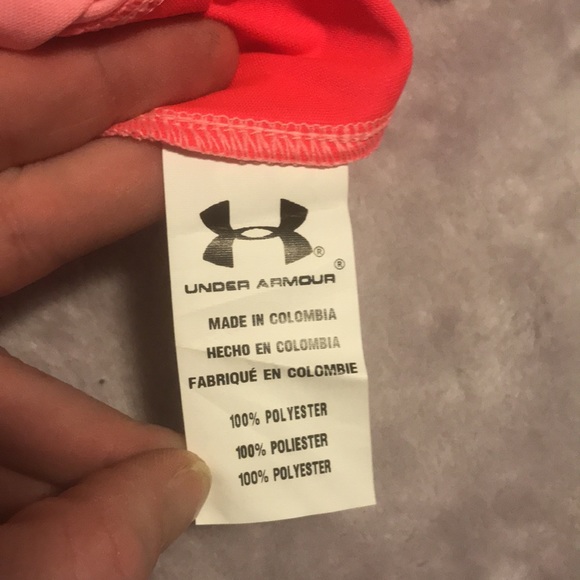 ®
UNDER ARMOUR ®
MADE IN COLOMBIA
HECHO EN COLOMBIA
FABRIQUÉ EN COLOMBIE
100% POLYESTER
100% POLIESTER
100% POLYESTER